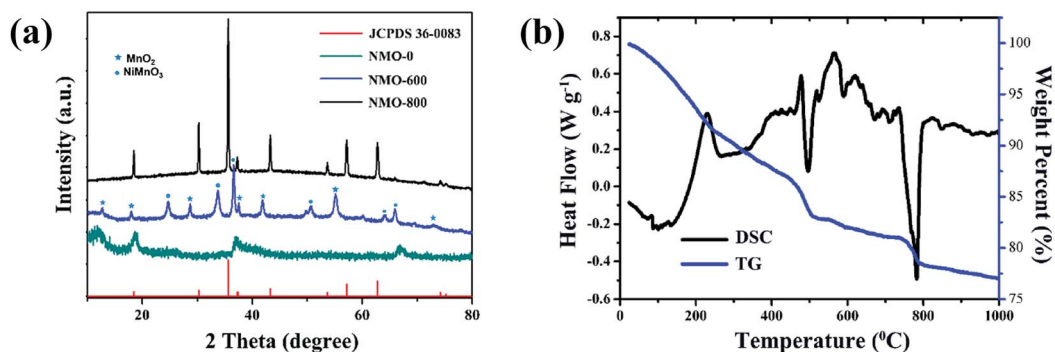 (a)
JCPDS 36-0083
NMO-0
NMO-600
NMO-800
★ MnO₂
● NiMnO₃
Intensity (a.u.)
20 40 60 80
2 Theta (degree)
(b)
0.8
0.6
0.4
0.2
0.0
-0.2
-0.4
-0.6
Heat Flow (W g⁻¹)
DSC
TG
100
95
90
85
80
75
Weight Percent (%)
0 200 400 600 800 1000
Temperature (⁰C)